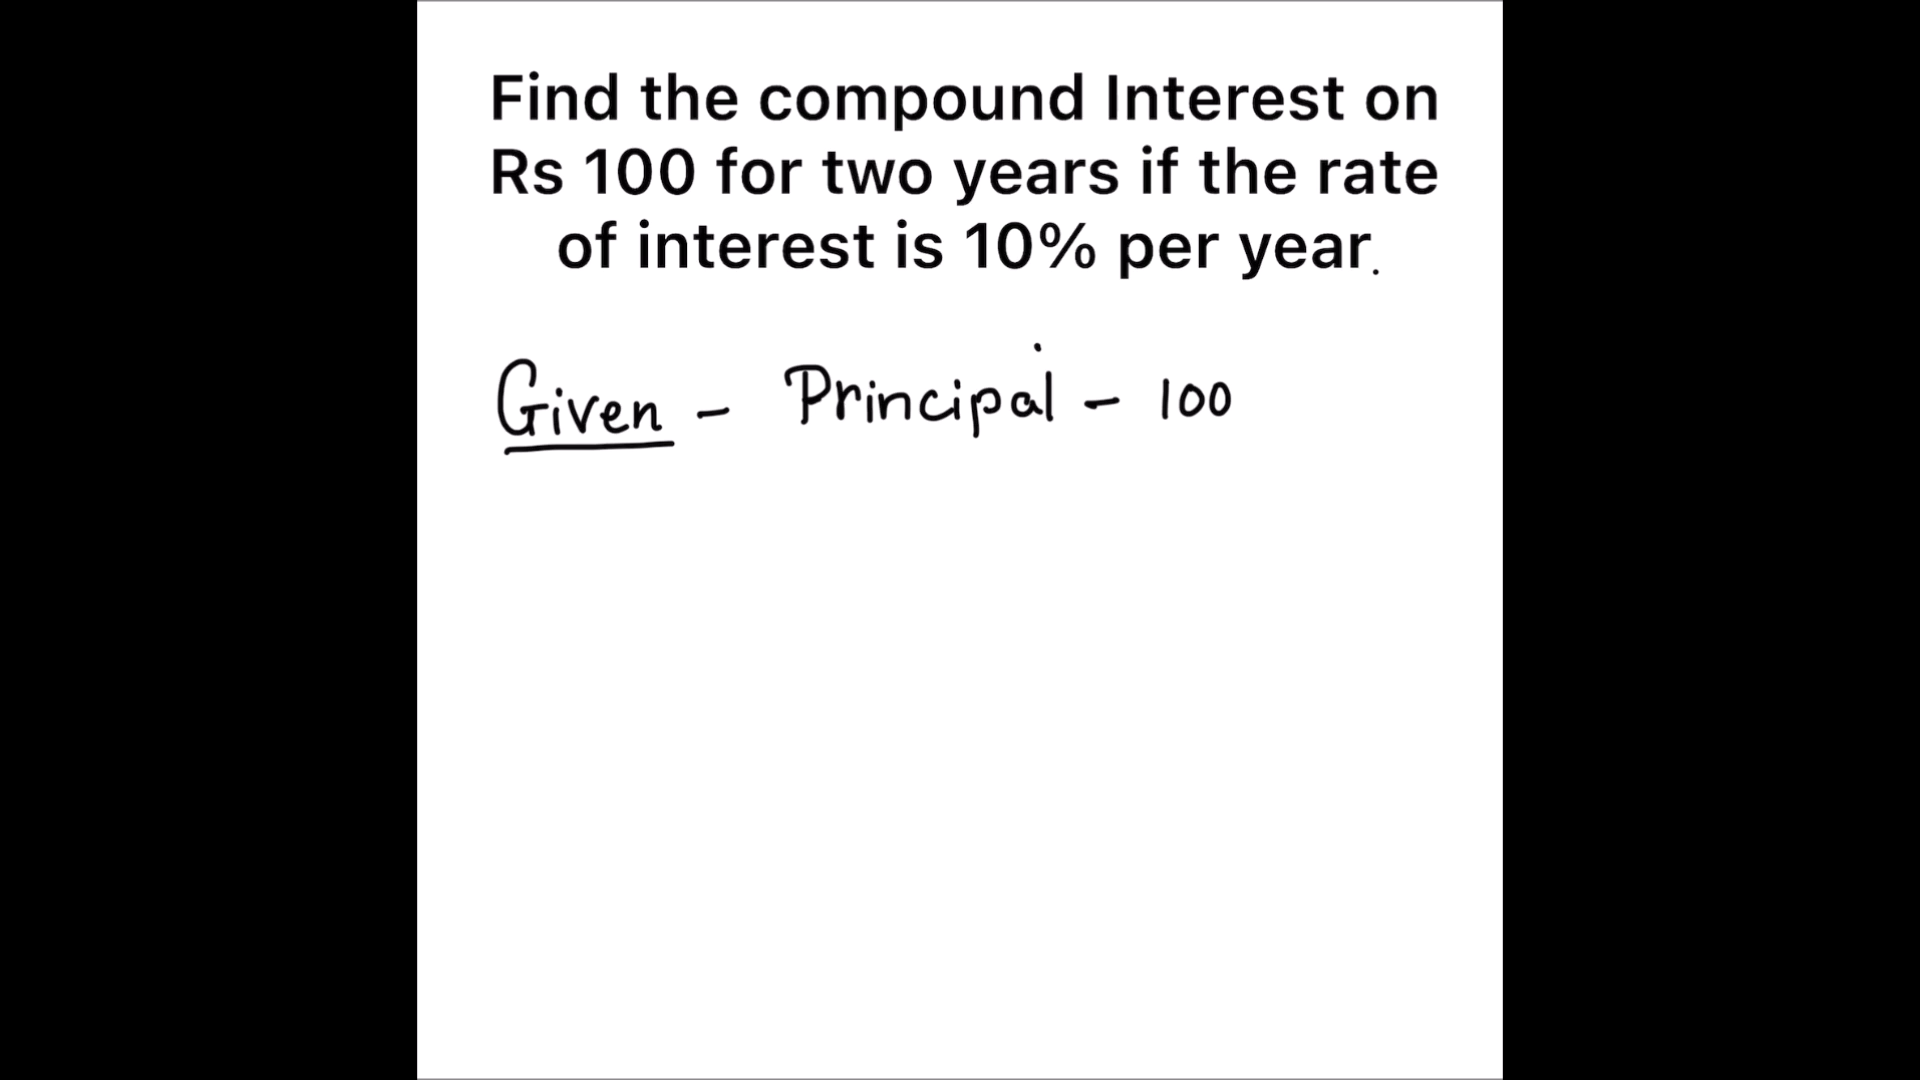 Find the compound Interest on
Rs 100 for two years if the rate
of interest is 10% per year.
Given - Principal - 100